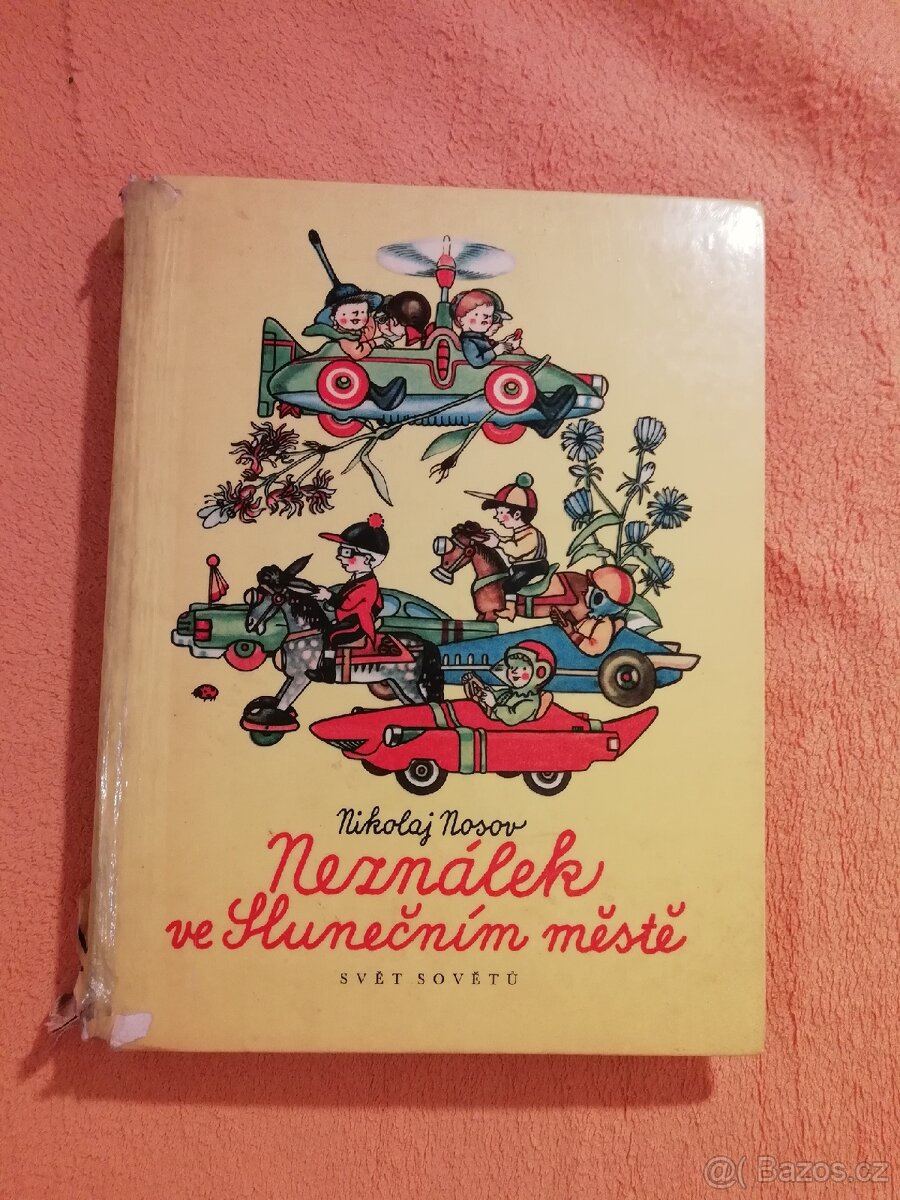 Nikolaj Nosov
Neználek
ve Slunečním městě
SVĚT SOVĚTŮ
@( Bazos.cz